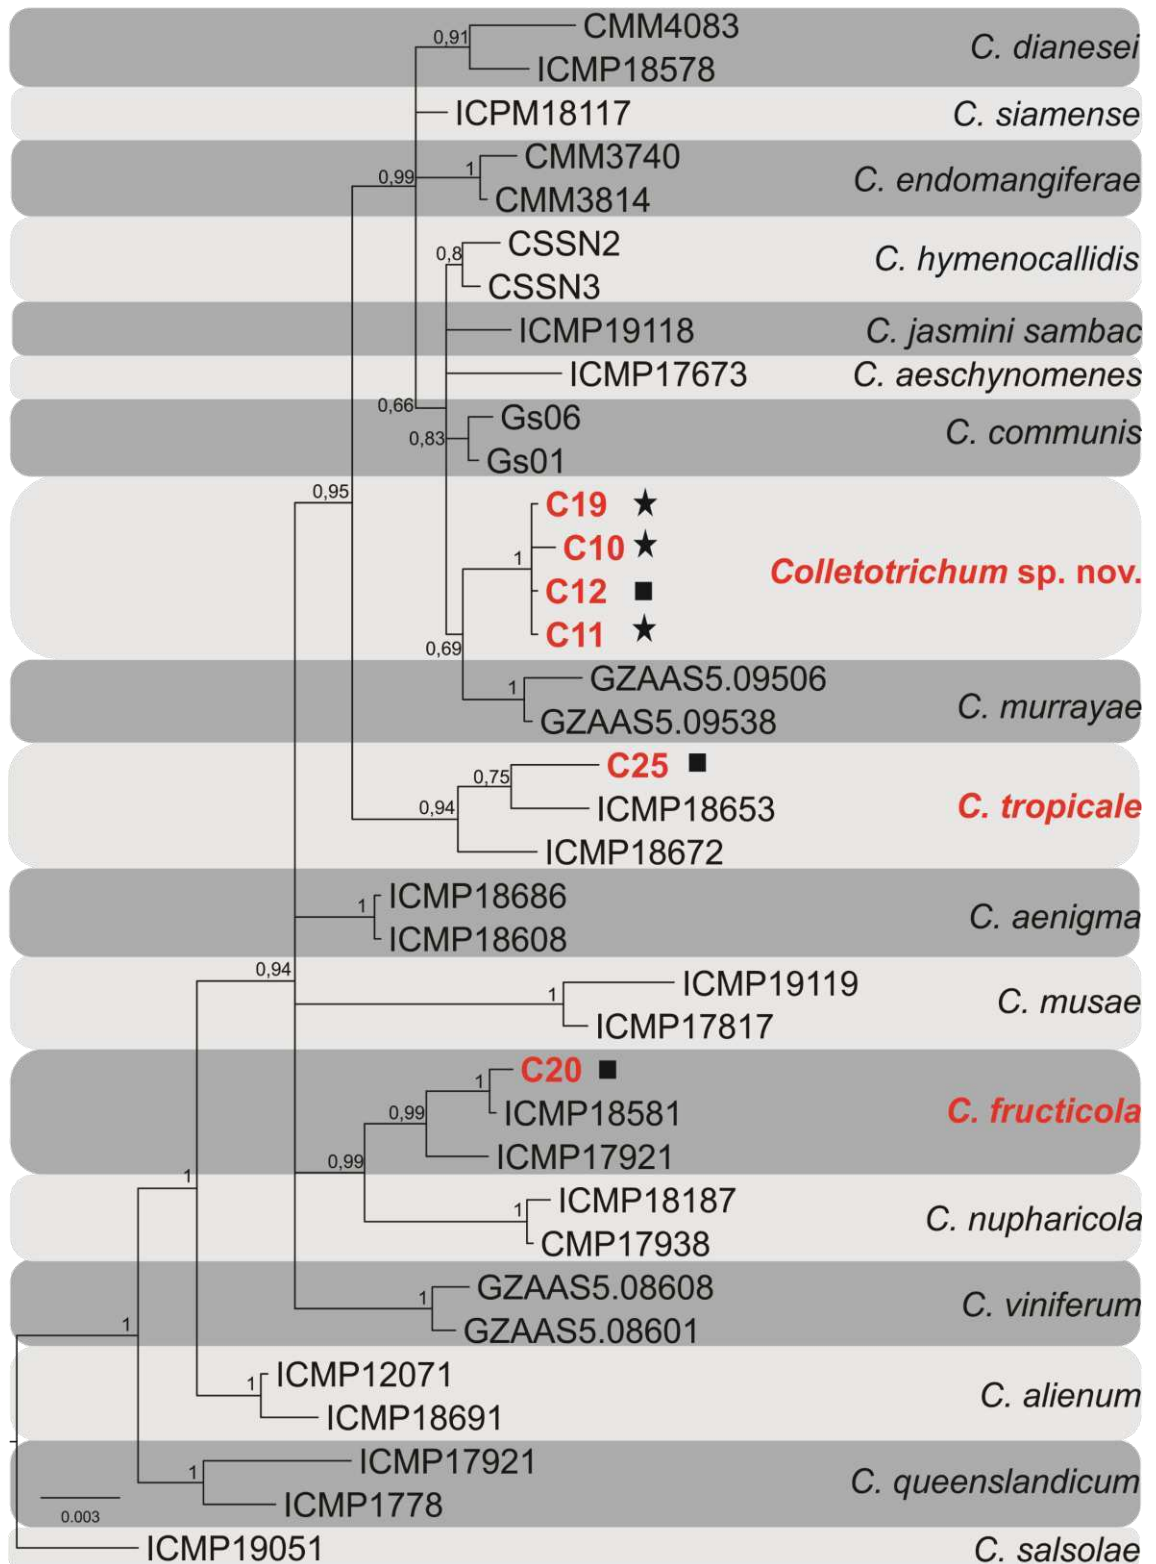 0,91
CMM4083
ICMP18578
C. dianesei
ICPM18117
C. siamense
0,99
1
CMM3740
CMM3814
C. endomangiferae
0,8
CSSN2
CSSN3
C. hymenocallidis
ICMP19118
C. jasmini sambac
ICMP17673
C. aeschynomenes
0,66
0,83
Gs06
Gs01
C. communis
0,95
1
C19 ★
C10 ★
C12 ■
C11 ★
Colletotrichum sp. nov.
0,69
1
GZAAS5.09506
GZAAS5.09538
C. murrayae
0,94
0,75
C25 ■
ICMP18653
ICMP18672
C. tropicale
1
ICMP18686
ICMP18608
C. aenigma
0,94
1
ICMP19119
ICMP17817
C. musae
0,99
0,99
1
C20 ■
ICMP18581
ICMP17921
C. fructicola
1
1
ICMP18187
CMP17938
C. nupharicola
1
GZAAS5.08608
GZAAS5.08601
C. viniferum
1
1
ICMP12071
ICMP18691
C. alienum
1
ICMP17921
ICMP1778
C. queenslandicum
0.003
ICMP19051
C. salsolae